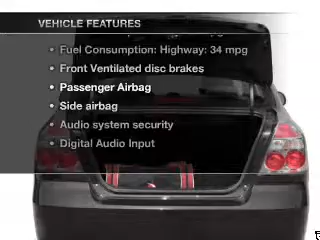 VEHICLE FEATURES
• Fuel Consumption: Highway: 34 mpg
• Front Ventilated disc brakes
• Passenger Airbag
• Side airbag
• Audio system security
• Digital Audio Input